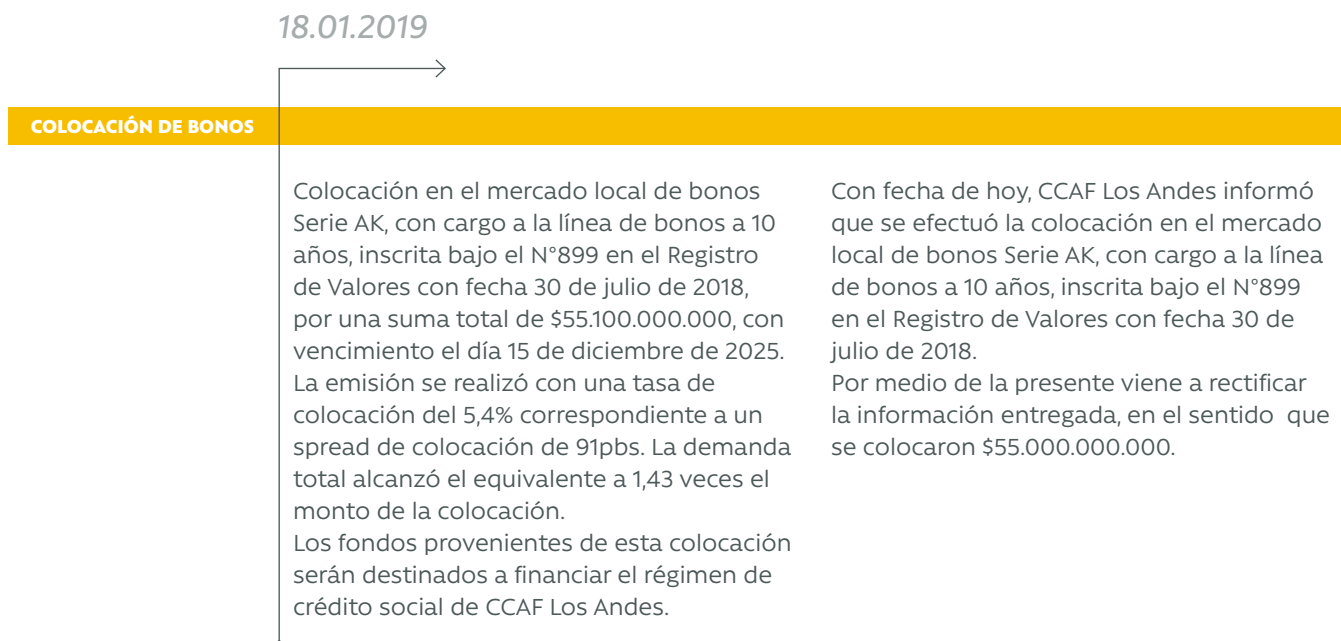 18.01.2019
COLOCACIÓN DE BONOS
Colocación en el mercado local de bonos
Serie AK, con cargo a la línea de bonos a 10
años, inscrita bajo el N°899 en el Registro
de Valores con fecha 30 de julio de 2018,
por una suma total de $55.100.000.000, con
vencimiento el día 15 de diciembre de 2025.
La emisión se realizó con una tasa de
colocación del 5,4% correspondiente a un
spread de colocación de 91pbs. La demanda
total alcanzó el equivalente a 1,43 veces el
monto de la colocación.
Los fondos provenientes de esta colocación
serán destinados a financiar el régimen de
crédito social de CCAF Los Andes.
Con fecha de hoy, CCAF Los Andes informó
que se efectuó la colocación en el mercado
local de bonos Serie AK, con cargo a la línea
de bonos a 10 años, inscrita bajo el N°899
en el Registro de Valores con fecha 30 de
julio de 2018.
Por medio de la presente viene a rectificar
la información entregada, en el sentido  que
se colocaron $55.000.000.000.